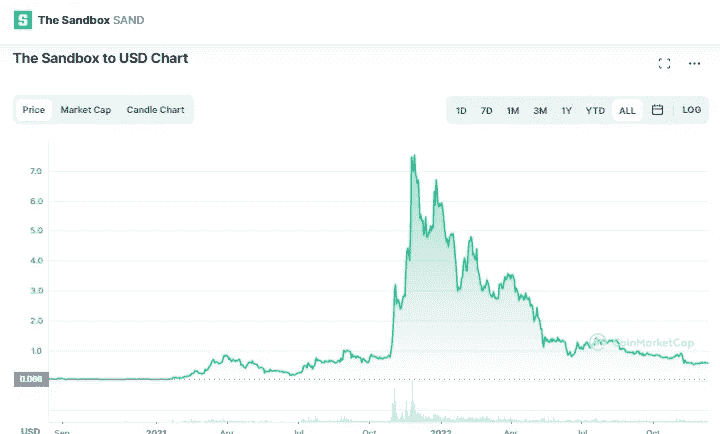 The Sandbox SAND
The Sandbox to USD Chart
Price Market Cap Candle Chart
1D 7D 1M 3M 1Y YTD ALL LOG
7.0
6.0
5.0
4.0
3.0
2.0
1.0
CoinMarketCap
USD Sep 2021 Apr Jul Oct 2022 Apr Jul Oct